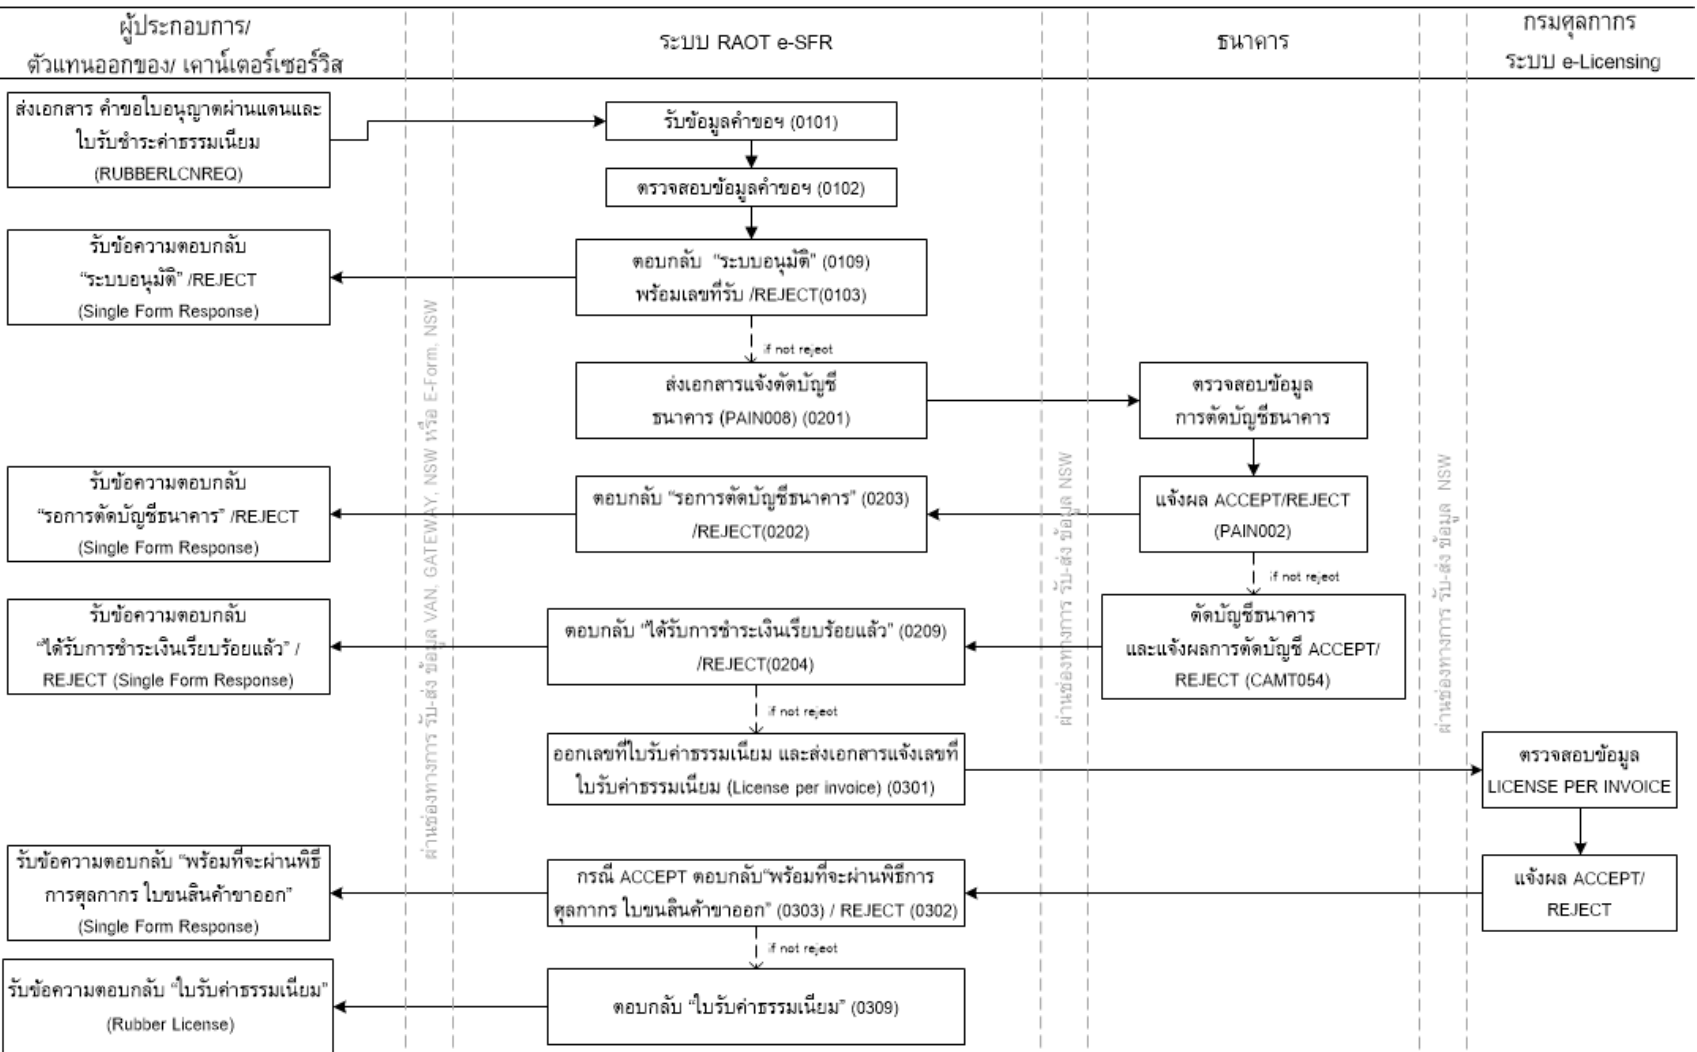 ผู้ประกอบการ/
ตัวแทนออกของ/ เคาน์เตอร์เซอร์วิส
ระบบ RAOT e-SFR
ธนาคาร
กรมศุลกากร
ระบบ e-Licensing
ส่งเอกสาร คำขอใบอนุญาตผ่านแดนและ
ใบรับชำระค่าธรรมเนียม
(RUBBERLCNREQ)
รับข้อมูลคำขอฯ (0101)
ตรวจสอบข้อมูลคำขอฯ (0102)
รับข้อความตอบกลับ
“ระบบอนุมัติ” /REJECT
(Single Form Response)
ตอบกลับ “ระบบอนุมัติ” (0109)
พร้อมเลขที่รับ /REJECT(0103)
if not reject
ส่งเอกสารแจ้งตัดบัญชี
ธนาคาร (PAIN008) (0201)
ตรวจสอบข้อมูล
การตัดบัญชีธนาคาร
รับข้อความตอบกลับ
“รอการตัดบัญชีธนาคาร” /REJECT
(Single Form Response)
ตอบกลับ “รอการตัดบัญชีธนาคาร” (0203)
/REJECT(0202)
แจ้งผล ACCEPT/REJECT
(PAIN002)
if not reject
รับข้อความตอบกลับ
“ได้รับการชำระเงินเรียบร้อยแล้ว” /
REJECT (Single Form Response)
ตอบกลับ “ได้รับการชำระเงินเรียบร้อยแล้ว” (0209)
/REJECT(0204)
ตัดบัญชีธนาคาร
และแจ้งผลการตัดบัญชี ACCEPT/
REJECT (CAMT054)
if not reject
ออกเลขที่ใบรับค่าธรรมเนียม และส่งเอกสารแจ้งเลขที่
ใบรับค่าธรรมเนียม (License per invoice) (0301)
ตรวจสอบข้อมูล
LICENSE PER INVOICE
รับข้อความตอบกลับ “พร้อมที่จะผ่านพิธี
การศุลกากร ใบขนสินค้าขาออก”
(Single Form Response)
กรณี ACCEPT ตอบกลับ“พร้อมที่จะผ่านพิธีการ
ศุลกากร ใบขนสินค้าขาออก” (0303) / REJECT (0302)
แจ้งผล ACCEPT/
REJECT
if not reject
รับข้อความตอบกลับ “ใบรับค่าธรรมเนียม”
(Rubber License)
ตอบกลับ “ใบรับค่าธรรมเนียม” (0309)
ผ่านช่องทางการ รับ-ส่ง ข้อมูล VAN, GATEWAY, NSW หรือ E-Form, NSW
ผ่านช่องทางการ รับ-ส่ง ข้อมูล NSW
ผ่านช่องทางการ รับ-ส่ง ข้อมูล NSW